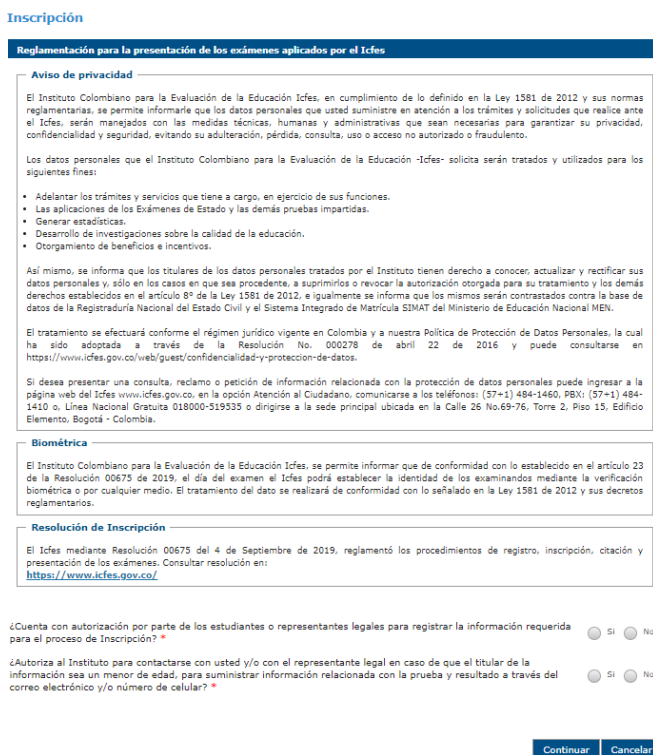 Inscripción
Reglamentación para la presentación de los exámenes aplicados por el Icfes
Aviso de privacidad
El Instituto Colombiano para la Evaluación de la Educación Icfes, en cumplimiento de lo definido en la Ley 1581 de 2012 y sus normas
reglamentarias, se permite informarle que los datos personales que usted suministre en atención a los trámites y solicitudes que realice ante
el Icfes, serán manejados con las medidas técnicas, humanas y administrativas que sean necesarias para garantizar su privacidad,
confidencialidad y seguridad, evitando su adulteración, pérdida, consulta, uso o acceso no autorizado o fraudulento.
Los datos personales que el Instituto Colombiano para la Evaluación de la Educación -Icfes- solicita serán tratados y utilizados para los
siguientes fines:
• Adelantar los trámites y servicios que tiene a cargo, en ejercicio de sus funciones.
• Las aplicaciones de los Exámenes de Estado y las demás pruebas impartidas.
• Generar estadísticas.
• Desarrollo de investigaciones sobre la calidad de la educación.
• Otorgamiento de beneficios e incentivos.
Así mismo, se informa que los titulares de los datos personales tratados por el Instituto tienen derecho a conocer, actualizar y rectificar sus
datos personales y, sólo en los casos en que sea procedente, a suprimirlos o revocar la autorización otorgada para su tratamiento y los demás
derechos establecidos en el artículo 8º de la Ley 1581 de 2012, e igualmente se informa que los mismos serán contrastados contra la base de
datos de la Registraduría Nacional del Estado Civil y el Sistema Integrado de Matrícula SIMAT del Ministerio de Educación Nacional MEN.
El tratamiento se efectuará conforme el régimen jurídico vigente en Colombia y a nuestra Política de Protección de Datos Personales, la cual
ha sido adoptada a través de la Resolución No. 000278 de abril 22 de 2016 y puede consultarse en
https://www.icfes.gov.co/web/guest/confidencialidad-y-proteccion-de-datos.
Si desea presentar una consulta, reclamo o petición de información relacionada con la protección de datos personales puede ingresar a la
página web del Icfes www.icfes.gov.co, en la opción Atención al Ciudadano, comunicarse a los teléfonos: (57+1) 484-1460, PBX: (57+1) 484-
1410 o, Línea Nacional Gratuita 018000-519535 o dirigirse a la sede principal ubicada en la Calle 26 No.69-76, Torre 2, Piso 15, Edificio
Elemento, Bogotá - Colombia.
Biométrica
El Instituto Colombiano para la Evaluación de la Educación Icfes, se permite informar que de conformidad con lo establecido en el artículo 23
de la Resolución 00675 de 2019, el día del examen el Icfes podrá establecer la identidad de los examinandos mediante la verificación
biométrica o por cualquier medio. El tratamiento del dato se realizará de conformidad con lo señalado en la Ley 1581 de 2012 y sus decretos
reglamentarios.
Resolución de Inscripción
El Icfes mediante Resolución 00675 del 4 de Septiembre de 2019, reglamentó los procedimientos de registro, inscripción, citación y
presentación de los exámenes. Consultar resolución en:
https://www.icfes.gov.co/
¿Cuenta con autorización por parte de los estudiantes o representantes legales para registrar la información requerida
para el proceso de Inscripción? *
Si No
¿Autoriza al Instituto para contactarse con usted y/o con el representante legal en caso de que el titular de la
información sea un menor de edad, para suministrar información relacionada con la prueba y resultado a través del
correo electrónico y/o número de celular? *
Si No
Continuar Cancelar